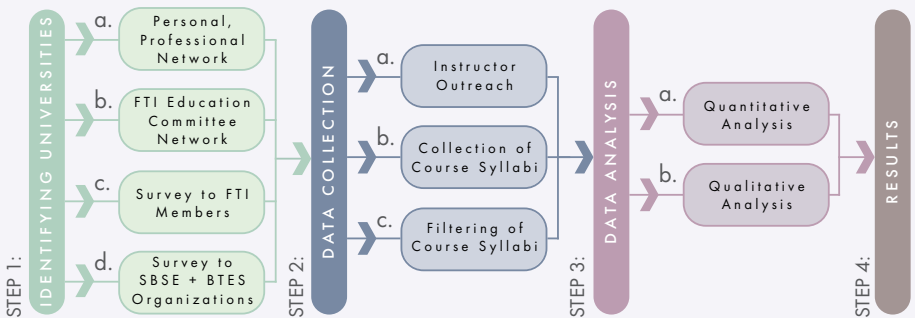 STEP 1:
IDENTIFYING UNIVERSITIES
a.
Personal,
Professional
Network
b.
FTI Education
Committee
Network
c.
Survey to FTI
Members
d.
Survey to
SBSE + BTES
Organizations
STEP 2:
DATA COLLECTION
a.
Instructor
Outreach
b.
Collection of
Course Syllabi
c.
Filtering of
Course Syllabi
STEP 3:
DATA ANALYSIS
a.
Quantitative
Analysis
b.
Qualitative
Analysis
STEP 4:
RESULTS